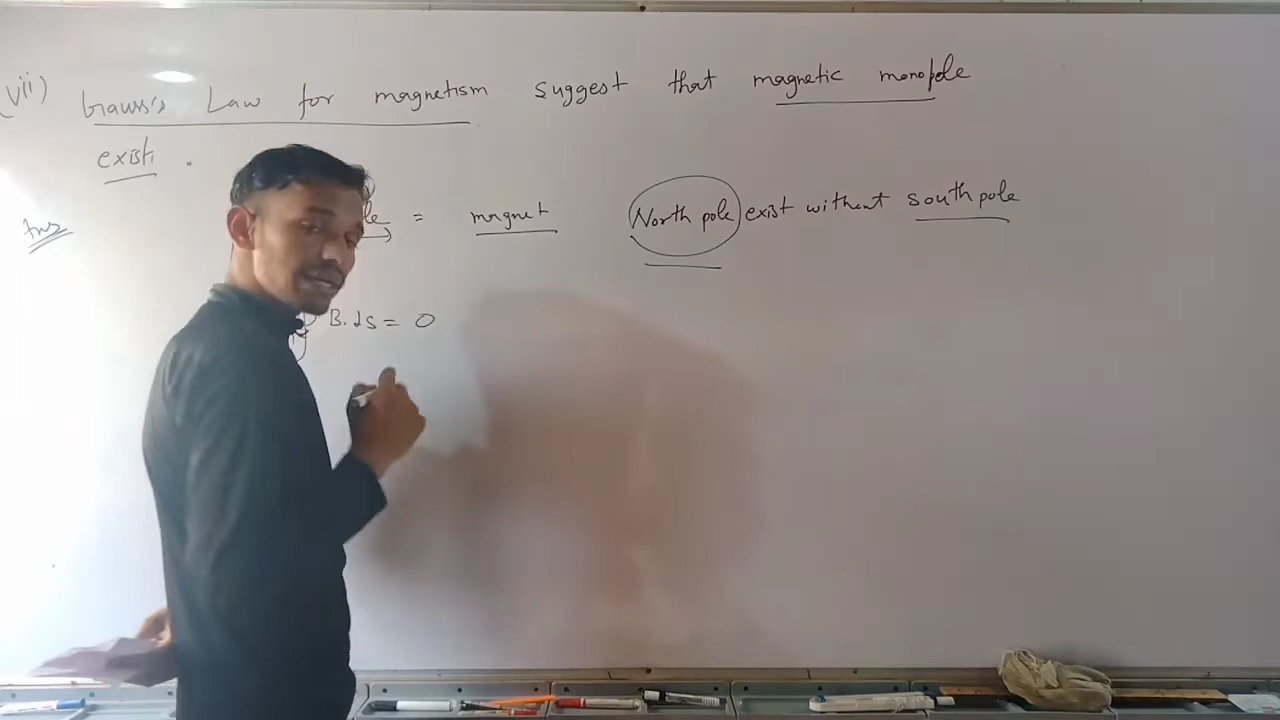 (vii) Gauss's Law for magnetism suggest that magnetic monopole
exist.
Ans = magnet North pole exist without south pole
B.ds = 0